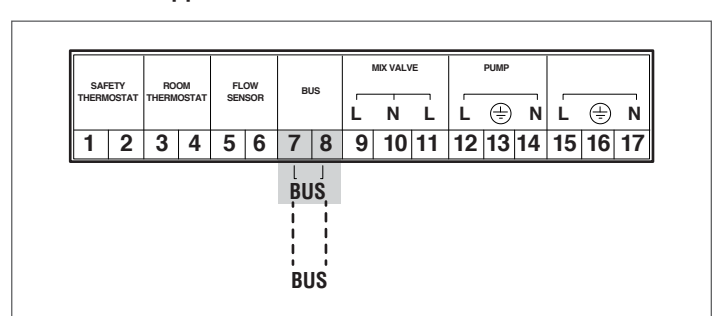 SAFETY THERMOSTAT ROOM THERMOSTAT FLOW SENSOR BUS MIX VALVE PUMP
L N L L N L N
1 2 3 4 5 6 7 8 9 10 11 12 13 14 15 16 17
BUS
BUS